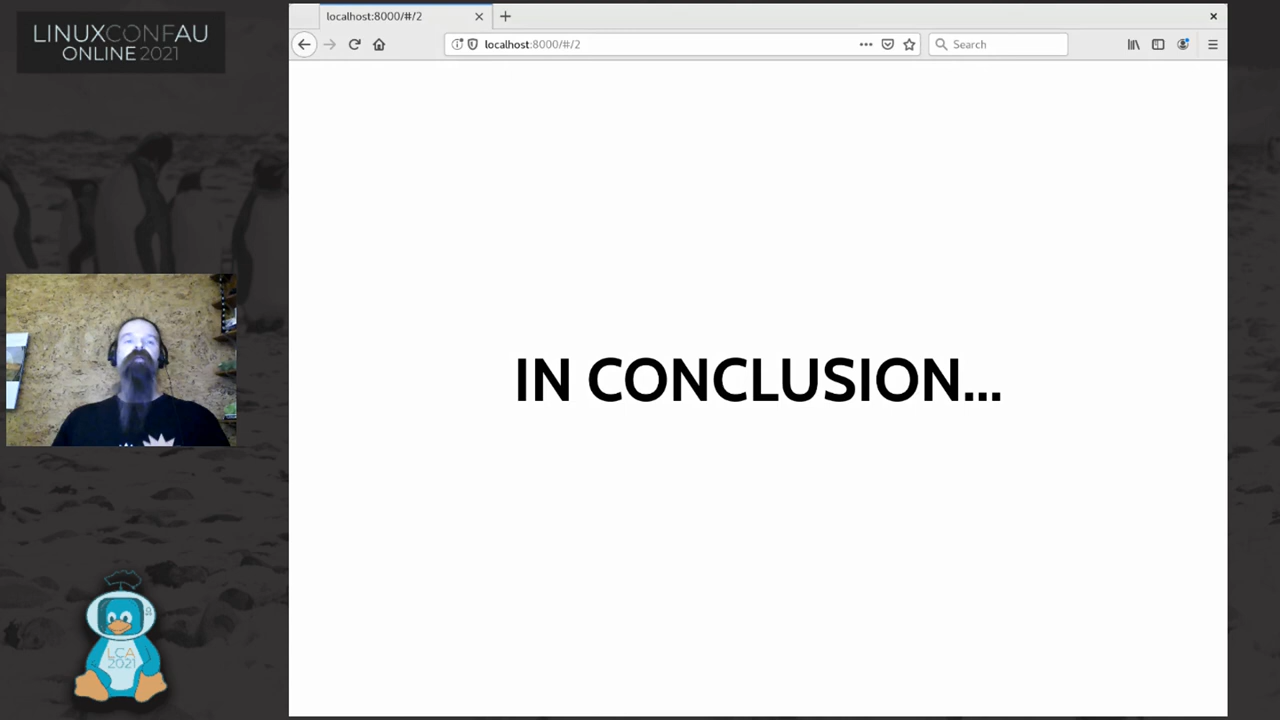 LINUXCONFAU
ONLINE 2021
localhost:8000/#/2
localhost:8000/#/2
Search
IN CONCLUSION...
LCA
2021